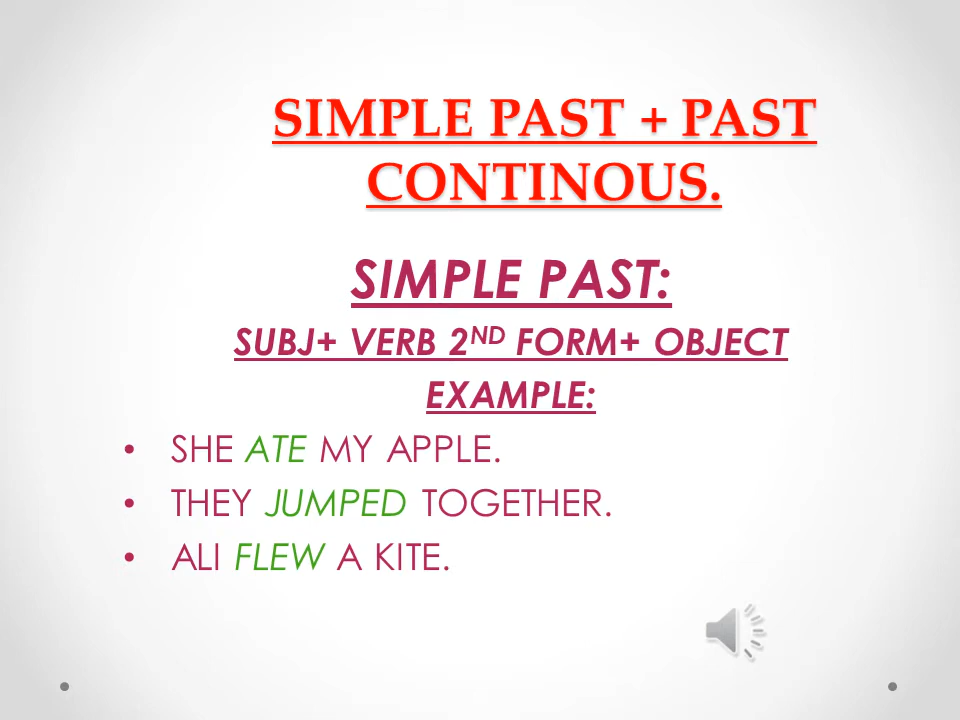 SIMPLE PAST + PAST
CONTINOUS.
SIMPLE PAST:
SUBJ+ VERB 2ND FORM+ OBJECT
EXAMPLE:
• SHE ATE MY APPLE.
• THEY JUMPED TOGETHER.
• ALI FLEW A KITE.